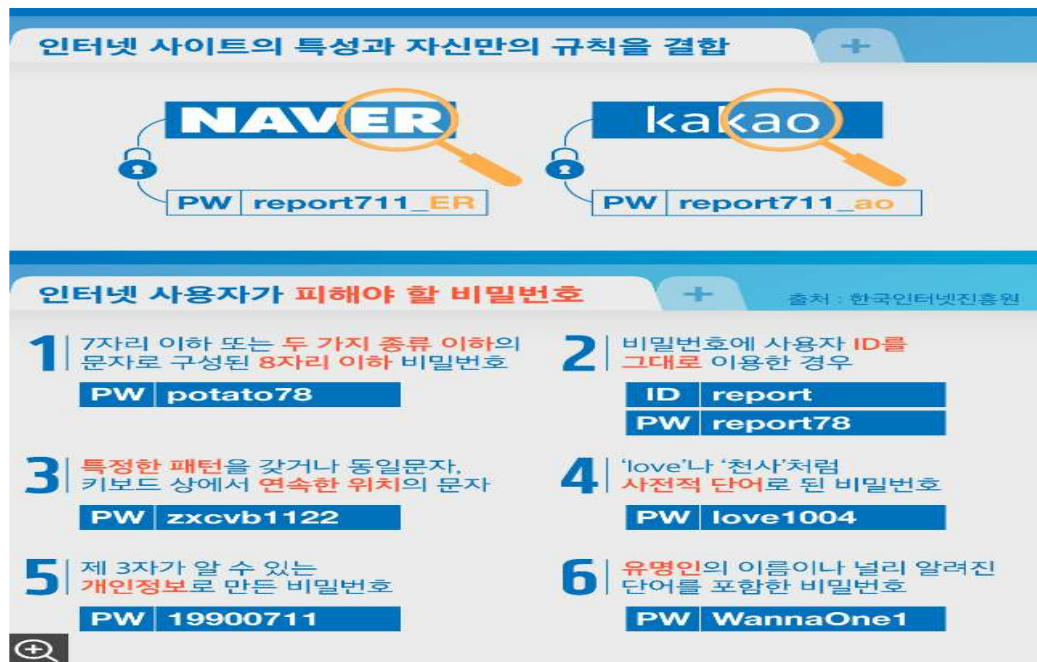 인터넷 사이트의 특성과 자신만의 규칙을 결합 +
NAVER
kakao
PW report711_ER
PW report711_ao
인터넷 사용자가 피해야 할 비밀번호 +
출처 : 한국인터넷진흥원
1 7자리 이하 또는 두 가지 종류 이하의
문자로 구성된 8자리 이하 비밀번호
PW potato78
2 비밀번호에 사용자 ID를
그대로 이용한 경우
ID report
PW report78
3 특정한 패턴을 갖거나 동일문자,
키보드 상에서 연속한 위치의 문자
PW zxcvb1122
4 'love'나 '천사'처럼
사전적 단어로 된 비밀번호
PW love1004
5 제 3자가 알 수 있는
개인정보로 만든 비밀번호
PW 19900711
6 유명인의 이름이나 널리 알려진
단어를 포함한 비밀번호
PW WannaOne1